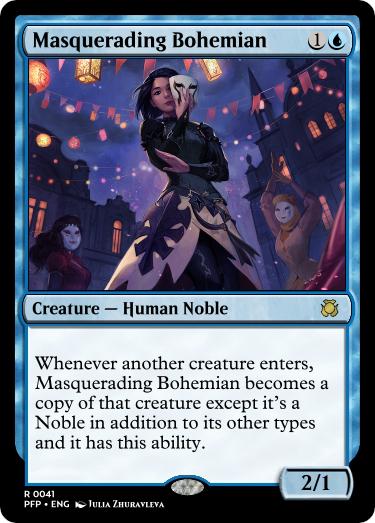 Masquerading Bohemian 1
Creature — Human Noble
Whenever another creature enters,
Masquerading Bohemian becomes a
copy of that creature except it's a
Noble in addition to its other types
and it has this ability.
2/1
R 0041
PFP • ENG Julia Zhuravleva